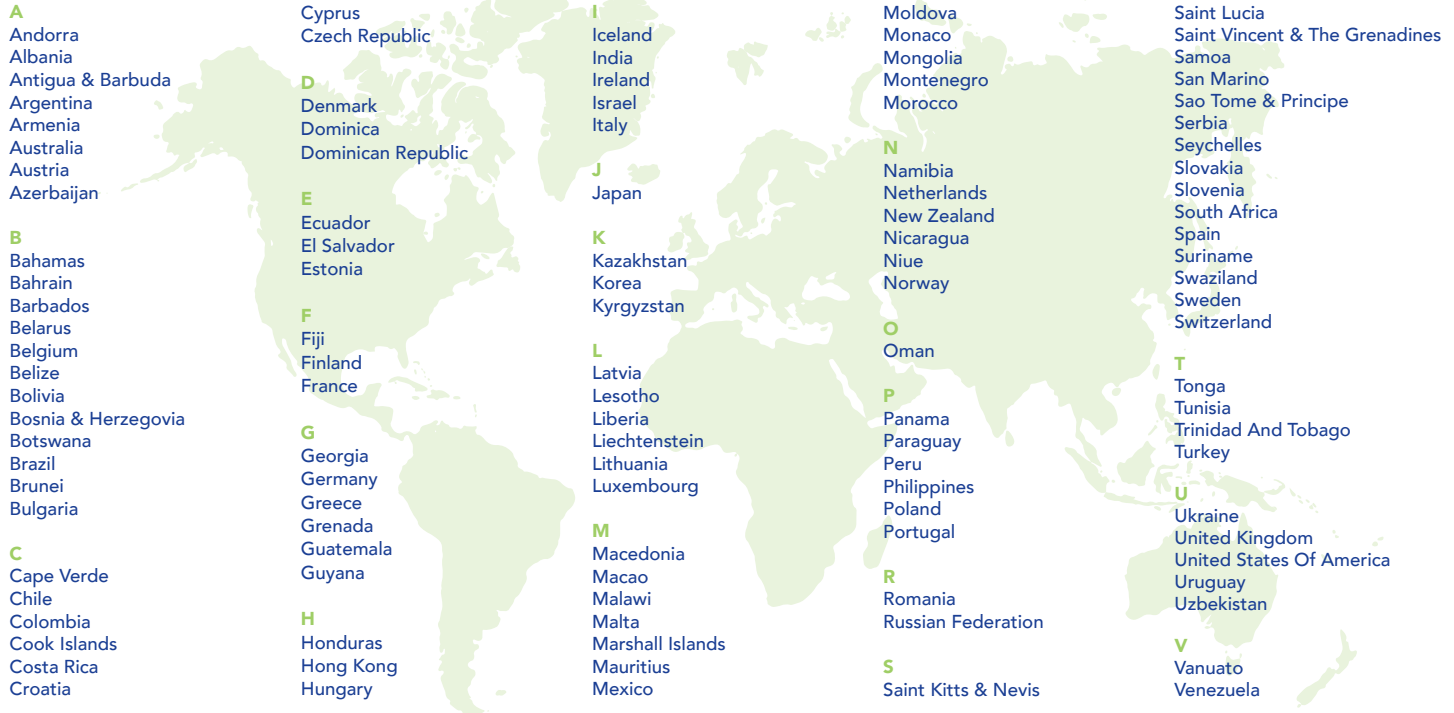 A
Andorra
Albania
Antigua & Barbuda
Argentina
Armenia
Australia
Austria
Azerbaijan
B
Bahamas
Bahrain
Barbados
Belarus
Belgium
Belize
Bolivia
Bosnia & Herzegovia
Botswana
Brazil
Brunei
Bulgaria
C
Cape Verde
Chile
Colombia
Cook Islands
Costa Rica
Croatia
Cyprus
Czech Republic
D
Denmark
Dominica
Dominican Republic
E
Ecuador
El Salvador
Estonia
F
Fiji
Finland
France
G
Georgia
Germany
Greece
Grenada
Guatemala
Guyana
H
Honduras
Hong Kong
Hungary
I
Iceland
India
Ireland
Israel
Italy
J
Japan
K
Kazakhstan
Korea
Kyrgyzstan
L
Latvia
Lesotho
Liberia
Liechtenstein
Lithuania
Luxembourg
M
Macedonia
Macao
Malawi
Malta
Marshall Islands
Mauritius
Mexico
Moldova
Monaco
Mongolia
Montenegro
Morocco
N
Namibia
Netherlands
New Zealand
Nicaragua
Niue
Norway
O
Oman
P
Panama
Paraguay
Peru
Philippines
Poland
Portugal
R
Romania
Russian Federation
S
Saint Kitts & Nevis
Saint Lucia
Saint Vincent & The Grenadines
Samoa
San Marino
Sao Tome & Principe
Serbia
Seychelles
Slovakia
Slovenia
South Africa
Spain
Suriname
Swaziland
Sweden
Switzerland
T
Tonga
Tunisia
Trinidad And Tobago
Turkey
U
Ukraine
United Kingdom
United States Of America
Uruguay
Uzbekistan
V
Vanuato
Venezuela